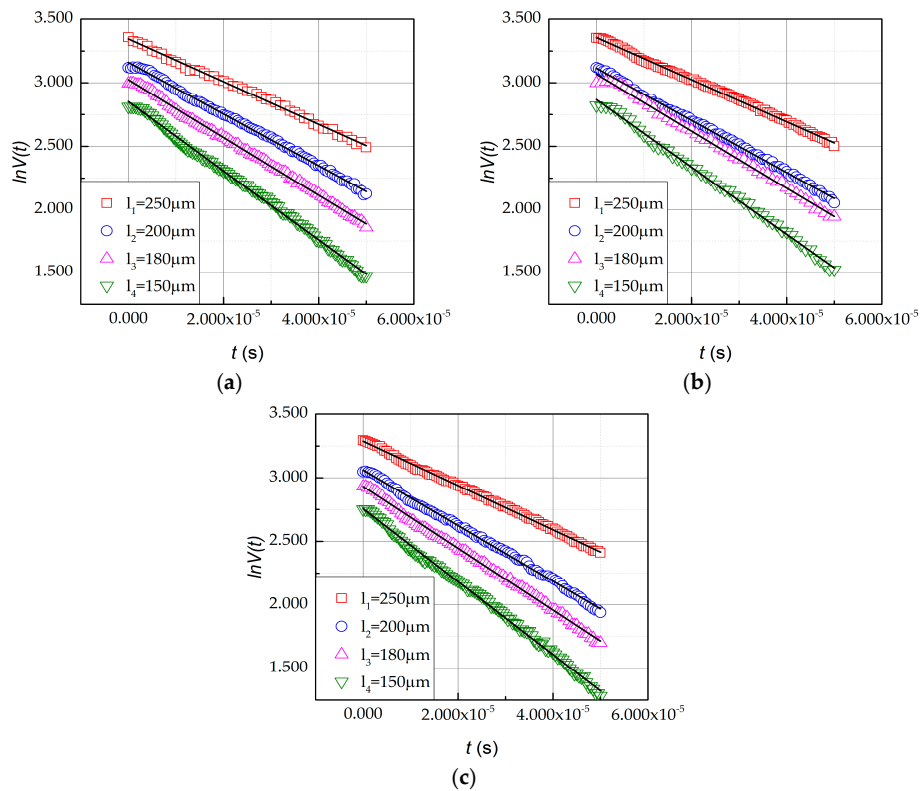 3.500
3.000
2.500
2.000
1.500
lnV(t)
l₁=250μm
l₂=200μm
l₃=180μm
l₄=150μm
0.000 2.000x10⁻⁵ 4.000x10⁻⁵ 6.000x10⁻⁵
t (s)
(a)
3.500
3.000
2.500
2.000
1.500
lnV(t)
l₁=250μm
l₂=200μm
l₃=180μm
l₄=150μm
0.000 2.000x10⁻⁵ 4.000x10⁻⁵ 6.000x10⁻⁵
t (s)
(b)
3.500
3.000
2.500
2.000
1.500
lnV(t)
l₁=250μm
l₂=200μm
l₃=180μm
l₄=150μm
0.000 2.000x10⁻⁵ 4.000x10⁻⁵ 6.000x10⁻⁵
t (s)
(c)